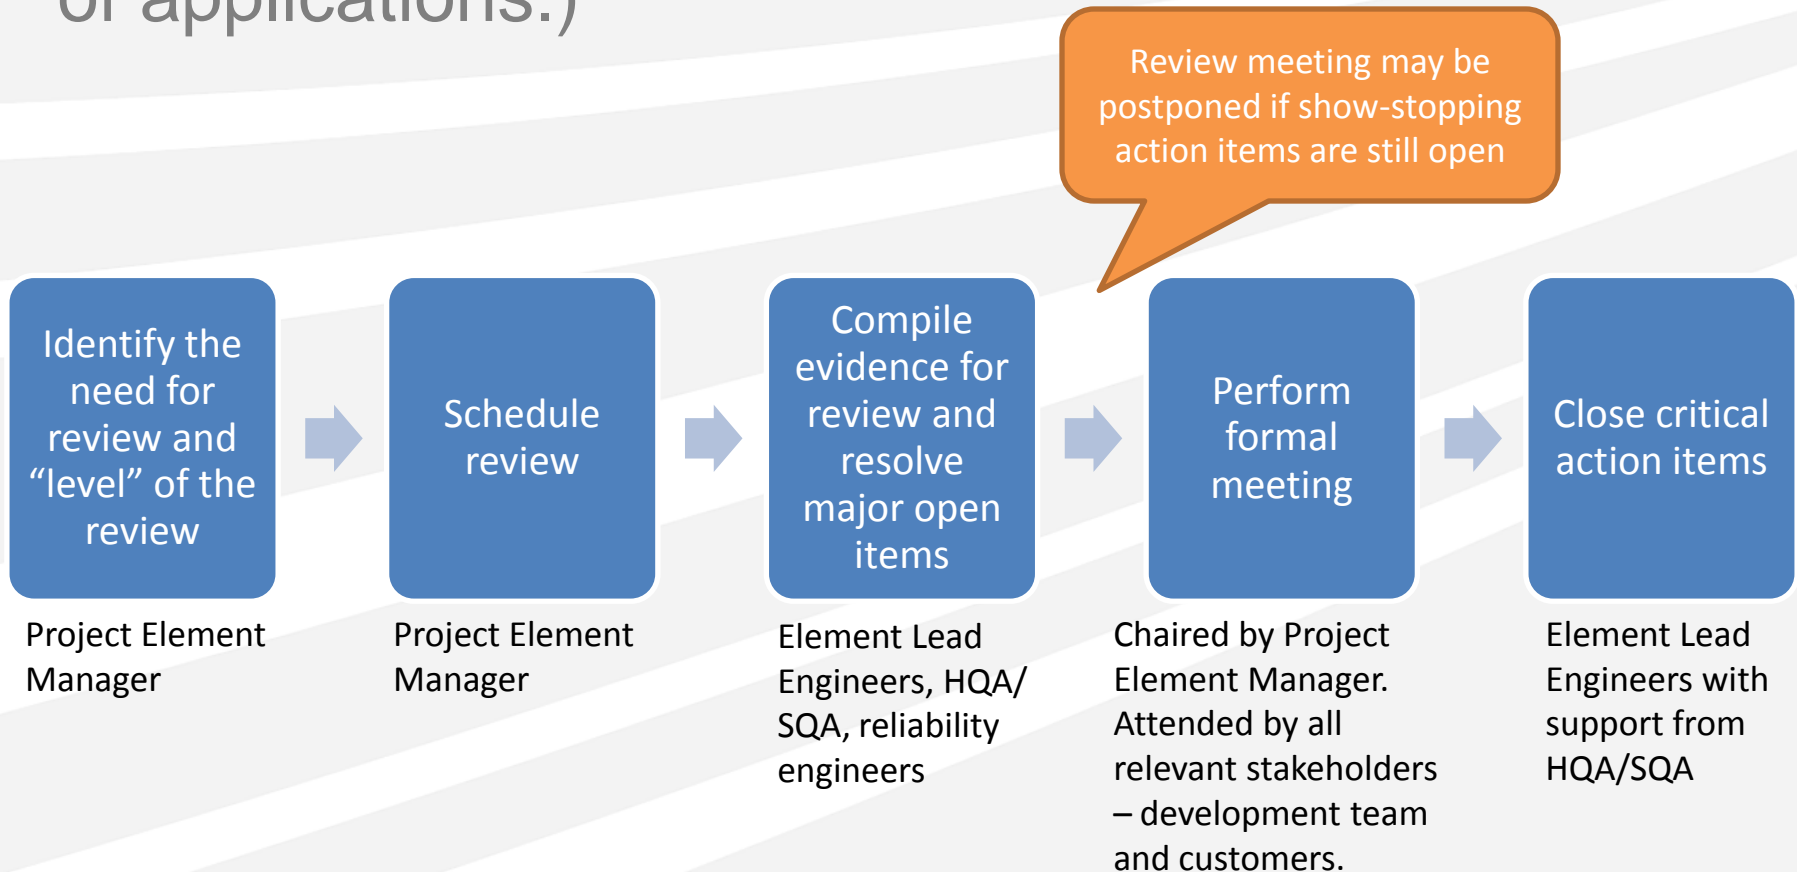 of applications.)
Review meeting may be
postponed if show-stopping
action items are still open
Identify the
need for
review and
“level” of the
review
Schedule
review
Compile
evidence for
review and
resolve
major open
items
Perform
formal
meeting
Close critical
action items
Project Element
Manager
Project Element
Manager
Element Lead
Engineers, HQA/
SQA, reliability
engineers
Chaired by Project
Element Manager.
Attended by all
relevant stakeholders
– development team
and customers.
Element Lead
Engineers with
support from
HQA/SQA